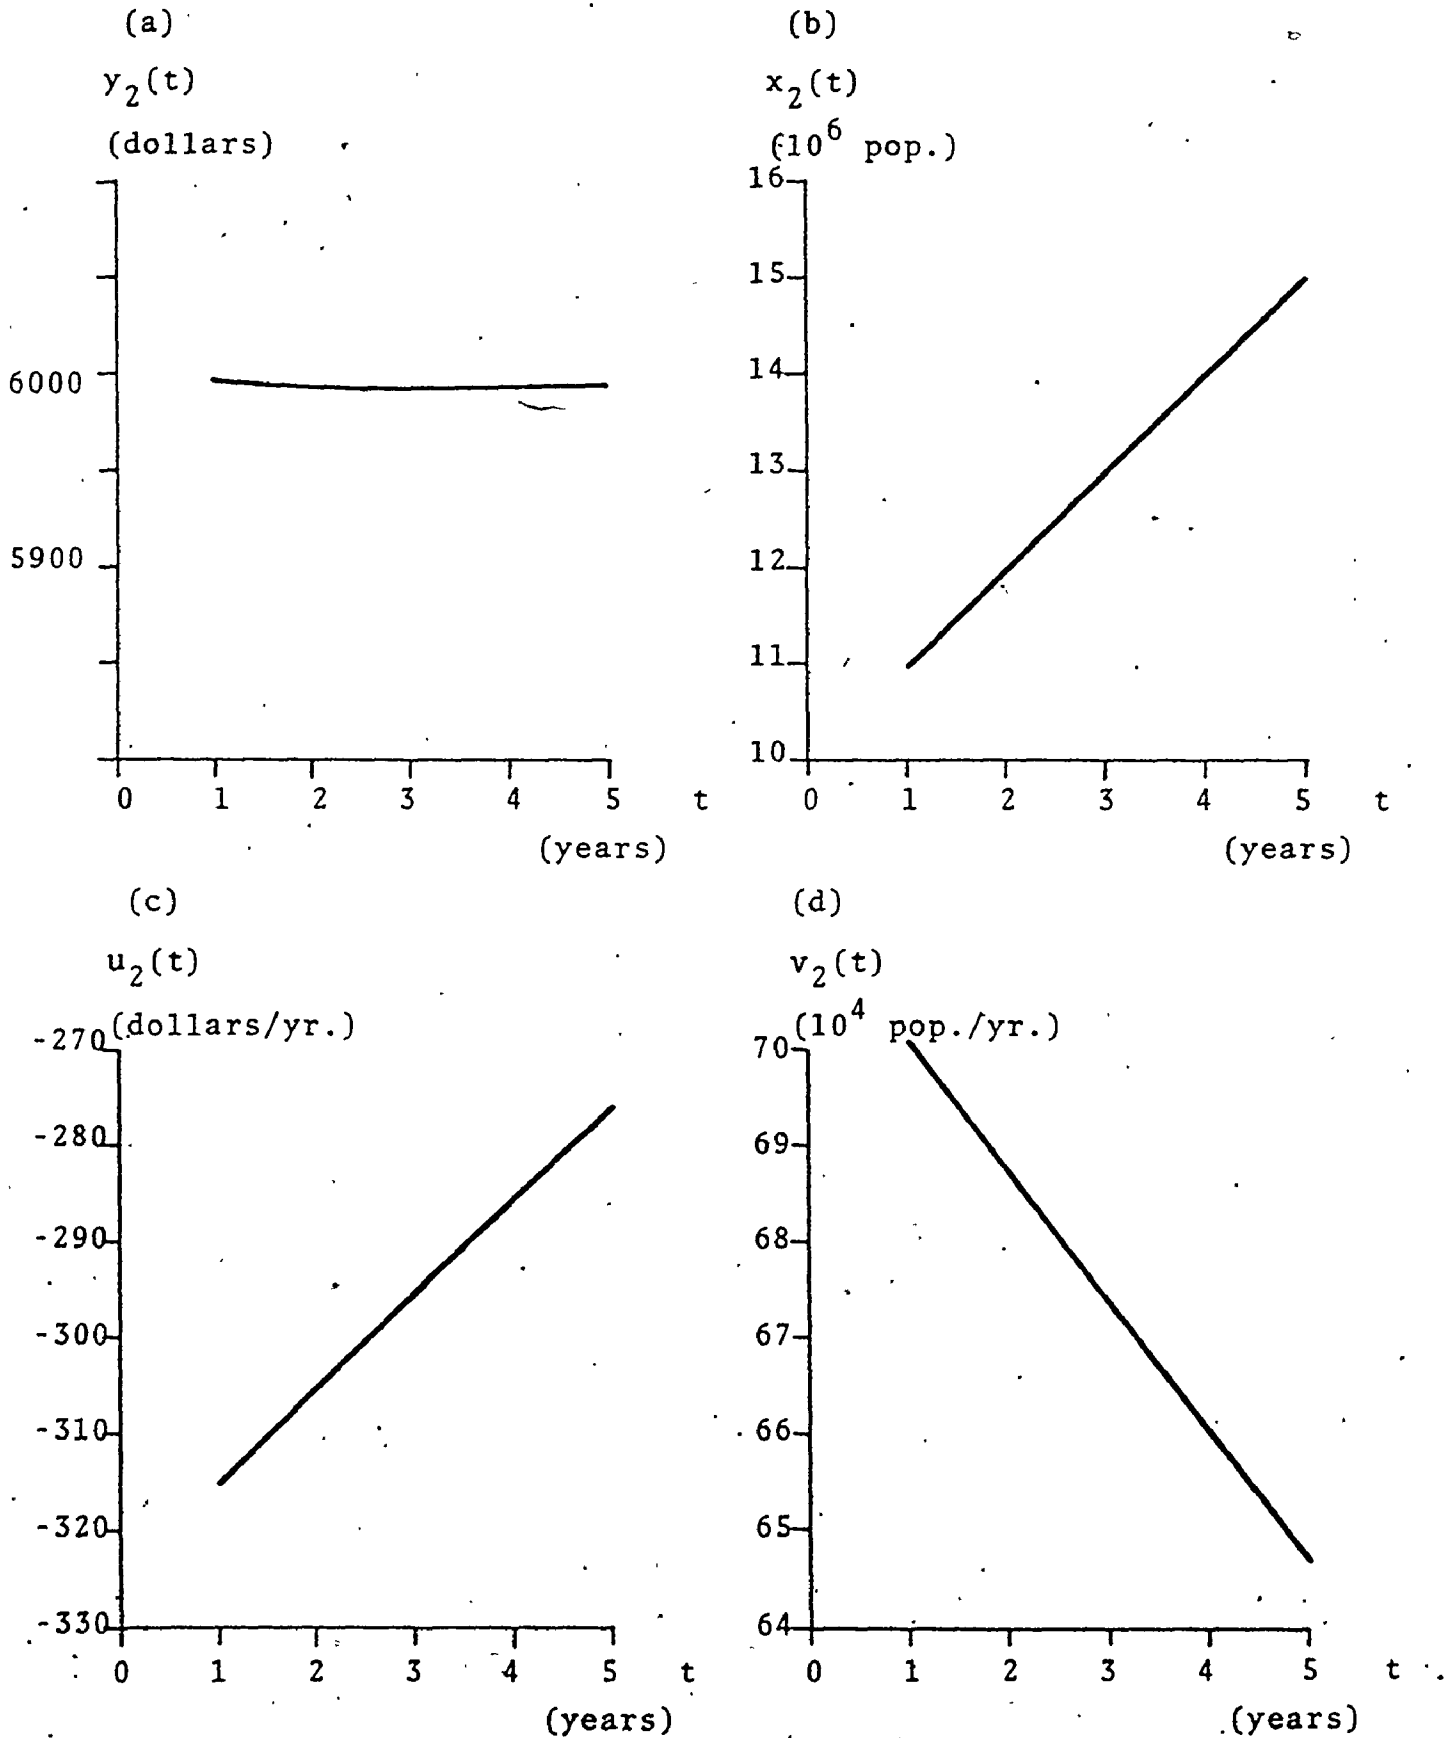 (a)
y2(t)
(dollars)
6000
5900
0 1 2 3 4 5 t
(years)
(b)
x2(t)
(10^6 pop.)
16
15
14
13
12
11
10
0 1 2 3 4 5 t
(years)
(c)
u2(t)
(dollars/yr.)
-270
-280
-290
-300
-310
-320
-330
0 1 2 3 4 5 t
(years)
(d)
v2(t)
(10^4 pop./yr.)
70
69
68
67
66
65
64
0 1 2 3 4 5 t
(years)